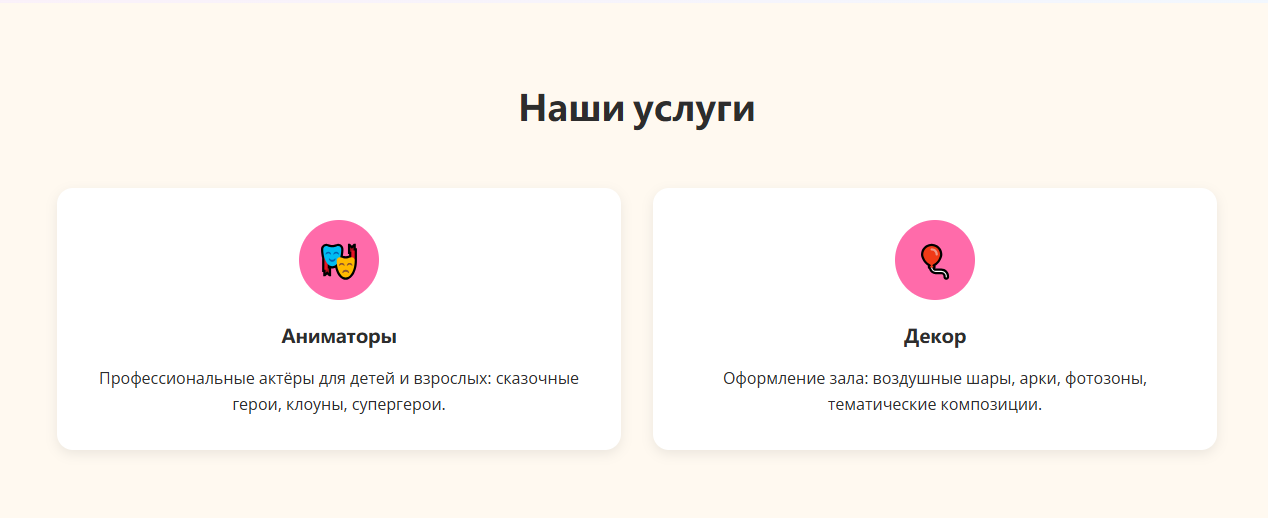 Наши услуги
Аниматоры
Профессиональные актёры для детей и взрослых: сказочные
герои, клоуны, супергерои.
Декор
Оформление зала: воздушные шары, арки, фотозоны,
тематические композиции.